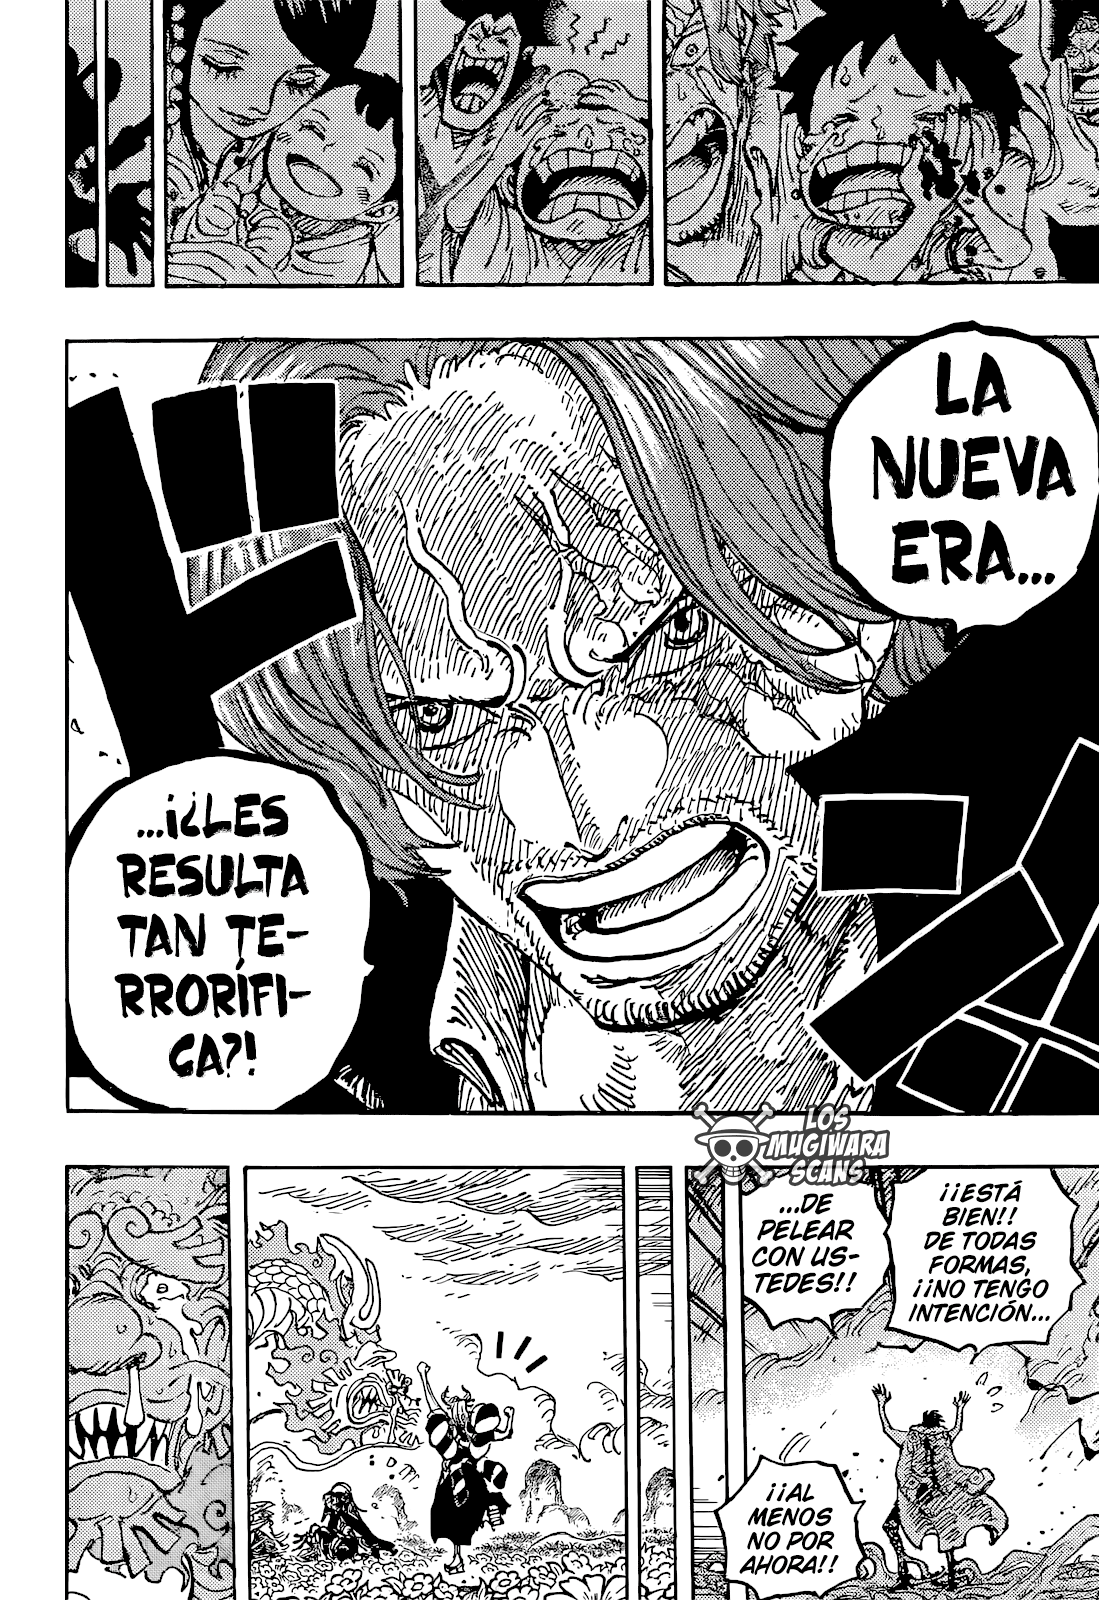 LA
NUEVA
ERA...
...¡¿LES
RESULTA
TAN TE-
RRORÍFI-
CA?!
LOS
MUGIWARA
SCANS
¡¡ESTÁ
BIEN!!
DE TODAS
FORMAS,
¡¡NO TENGO
INTENCIÓN...
...DE
PELEAR
CON US-
TEDES!!
¡¡AL
MENOS
NO POR
AHORA!!